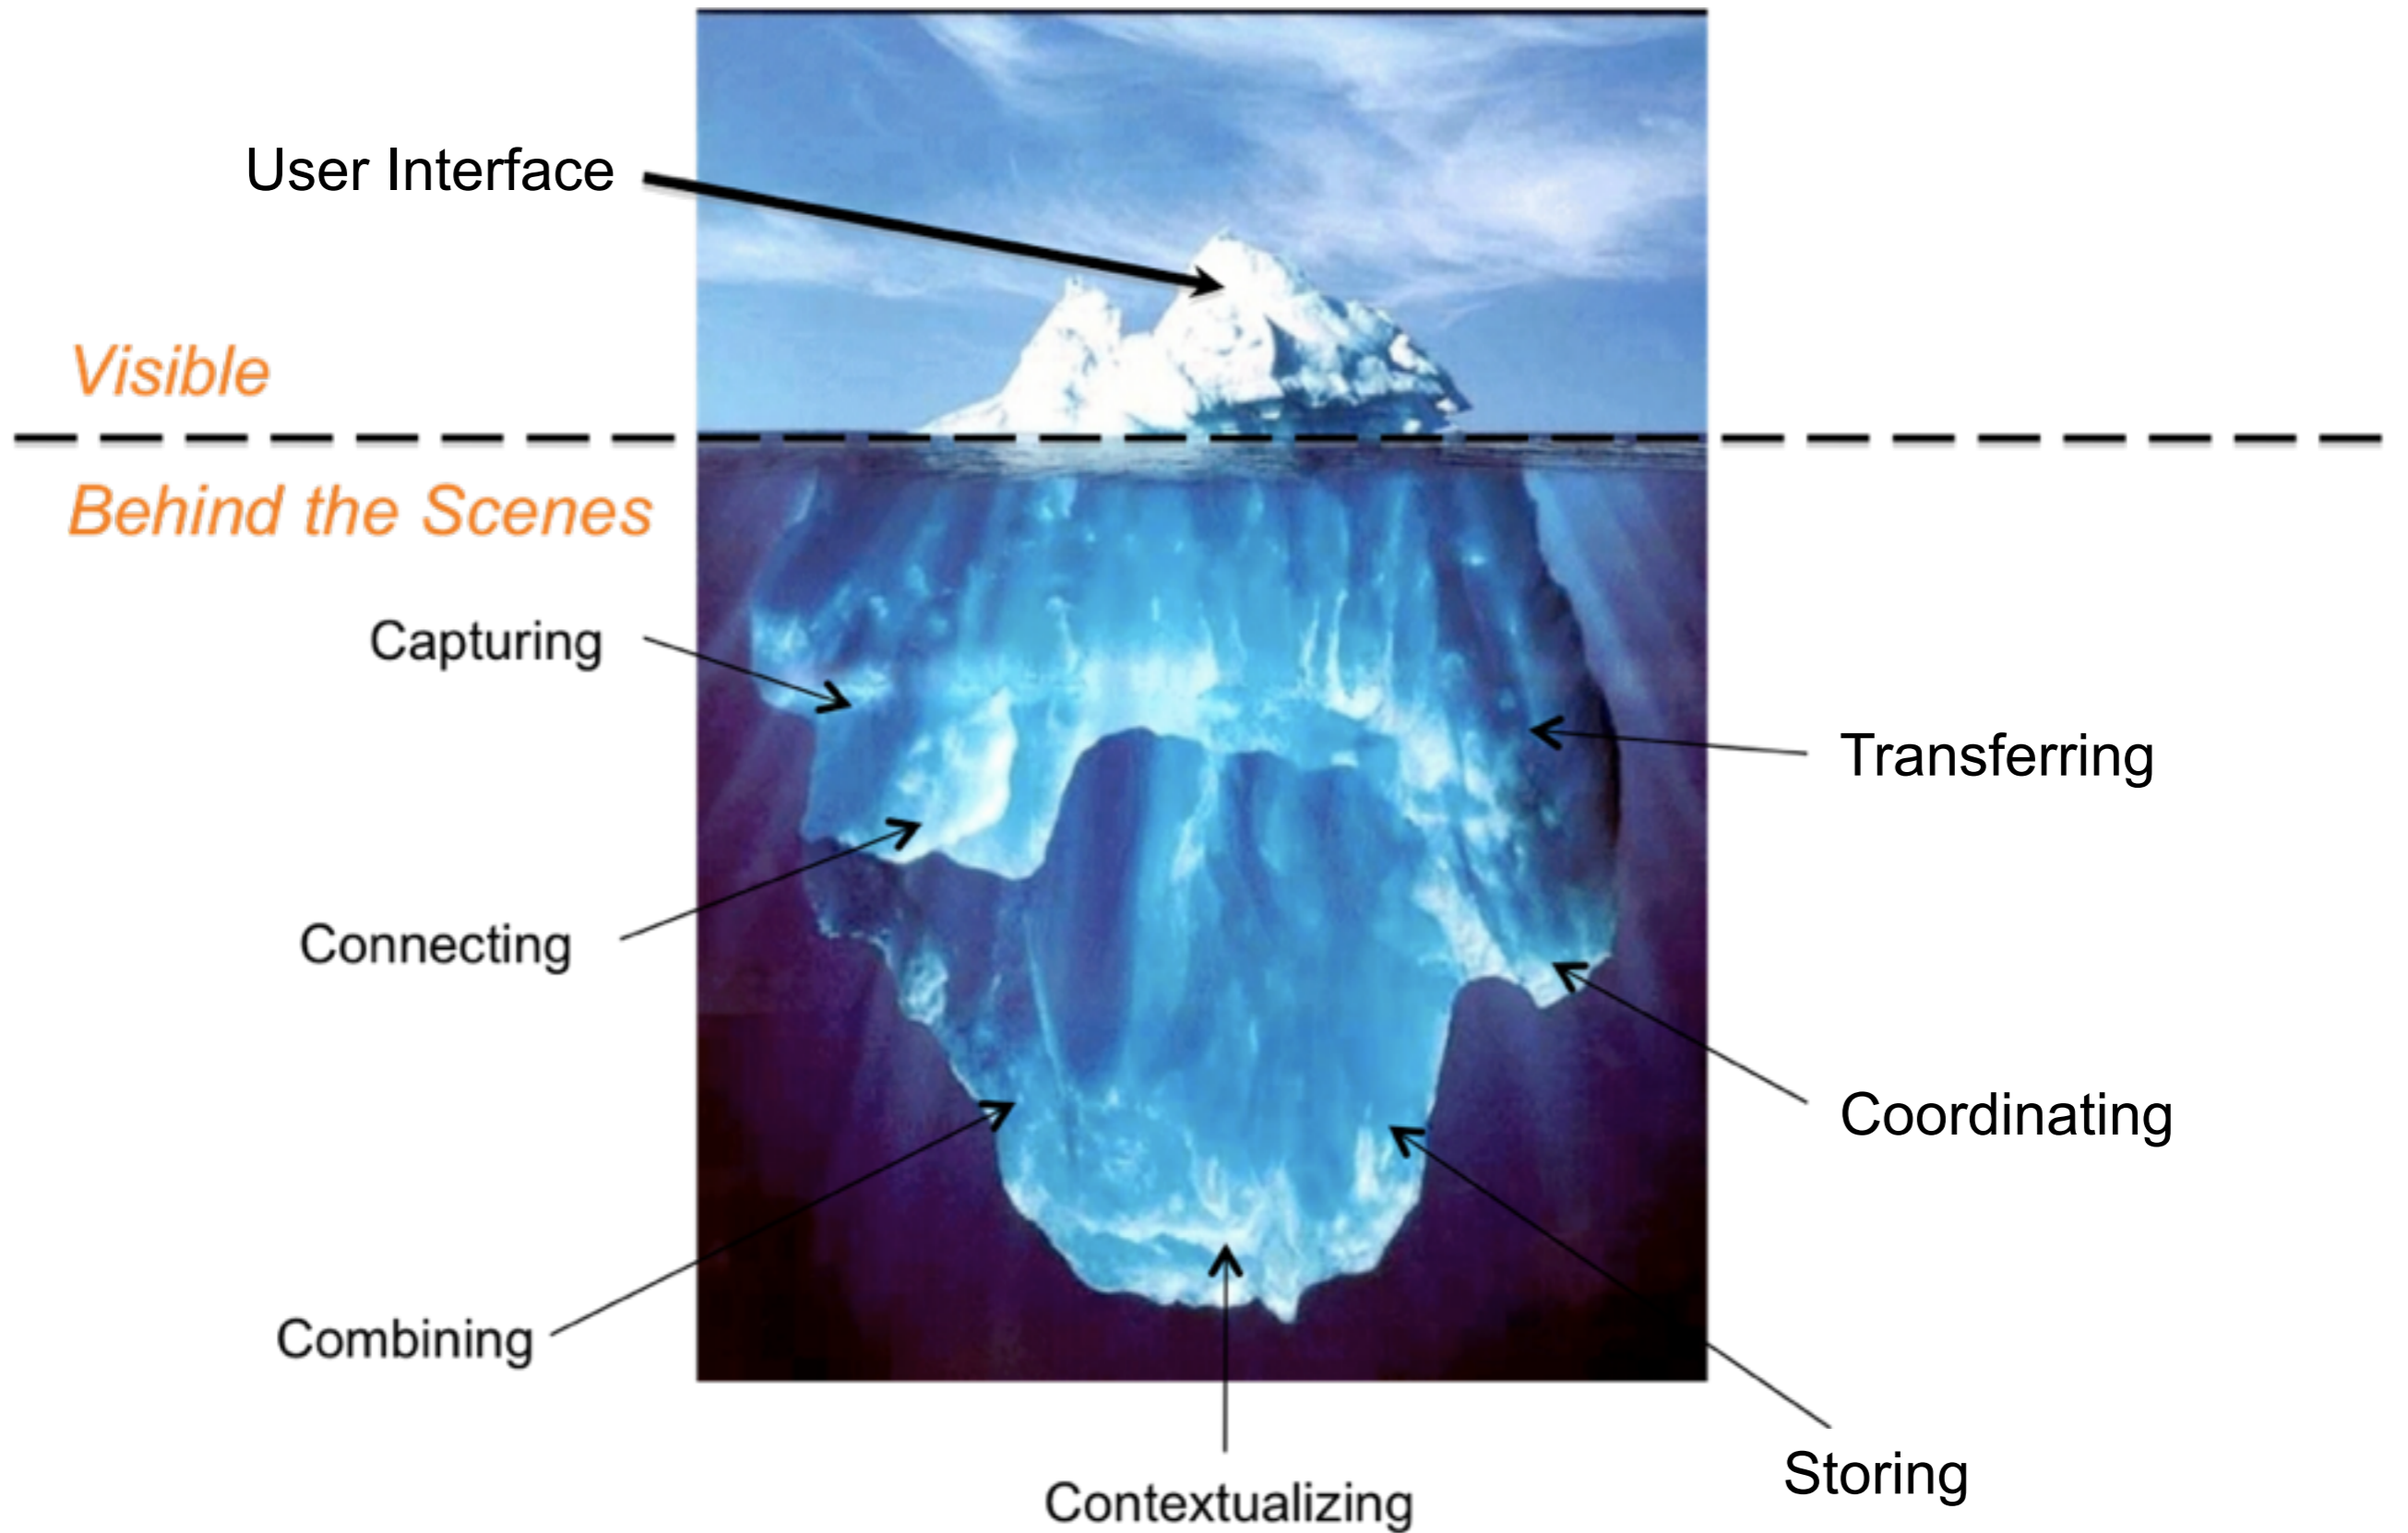 User Interface
Visible
Behind the Scenes
Capturing
Transferring
Connecting
Coordinating
Combining
Storing
Contextualizing